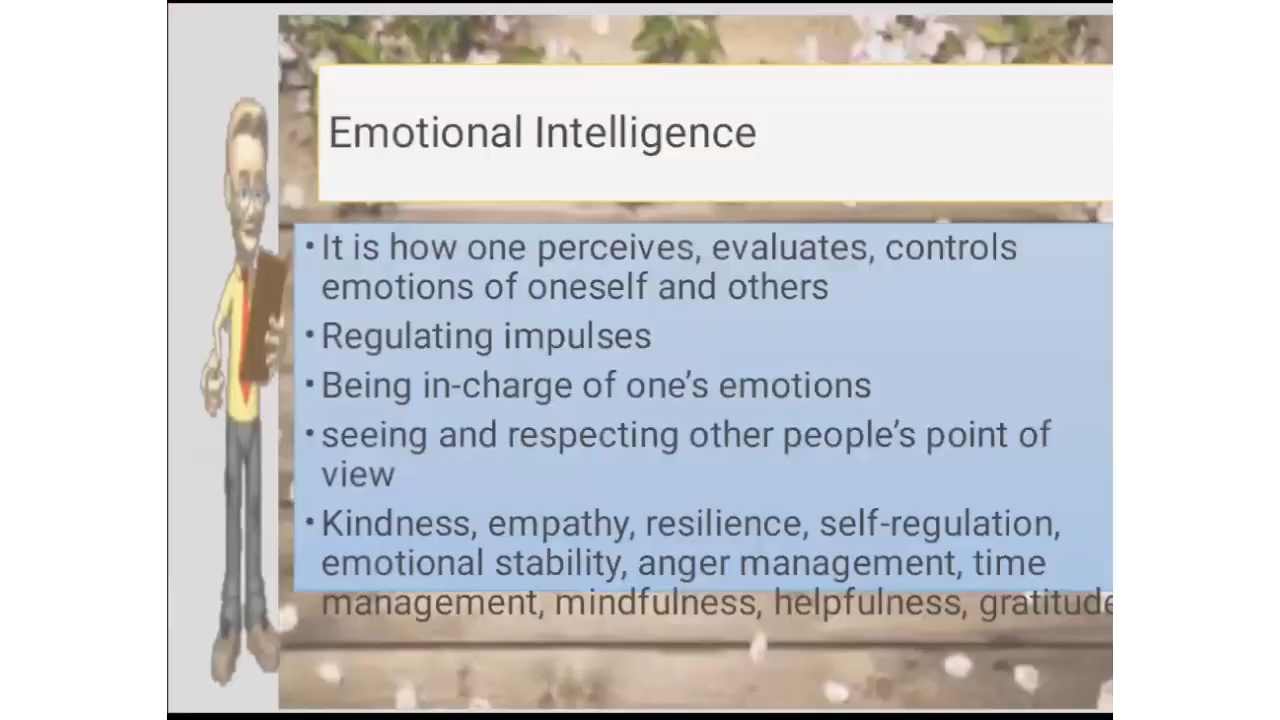 Emotional Intelligence
• It is how one perceives, evaluates, controls
emotions of oneself and others
• Regulating impulses
• Being in-charge of one’s emotions
• seeing and respecting other people’s point of
view
• Kindness, empathy, resilience, self-regulation,
emotional stability, anger management, time
management, mindfulness, helpfulness, gratitude